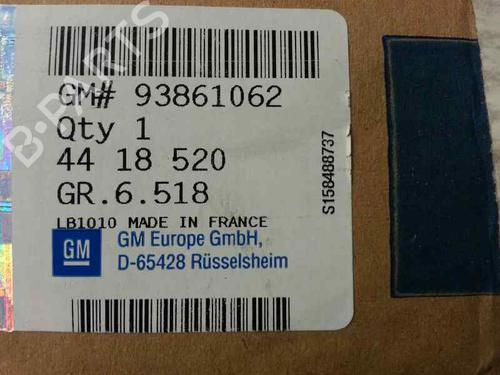 GM# 93861062
Qty 1
44 18 520
GR.6.518
LB1010 MADE IN FRANCE
GM
GM Europe GmbH,
D-65428 Rüsselsheim
S158488737
B-PARTS